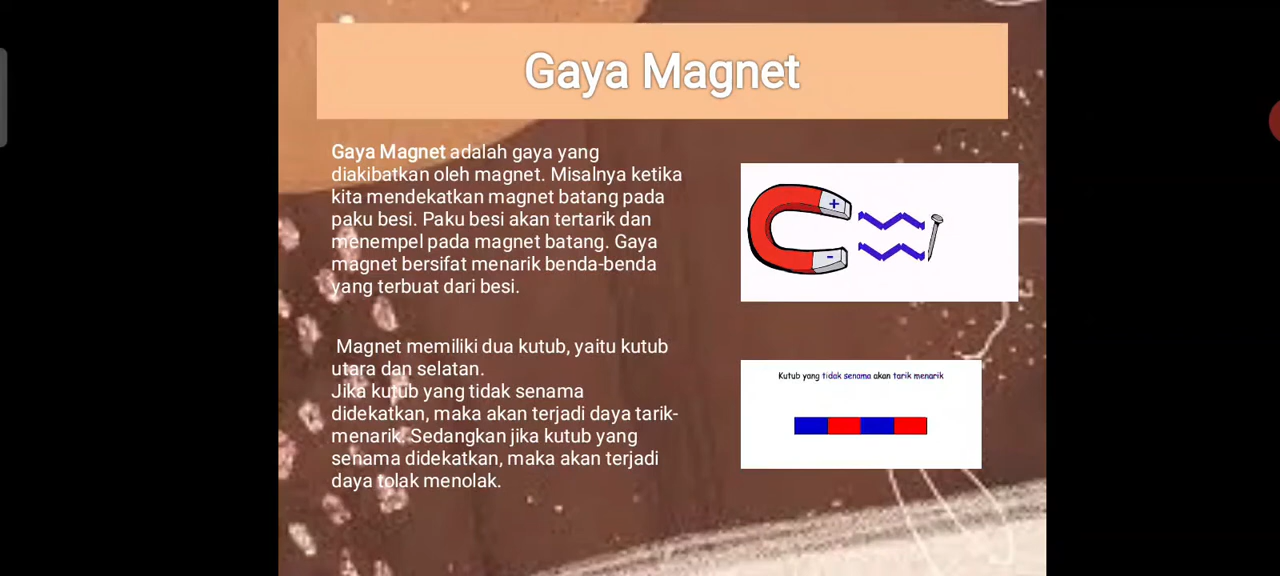 Gaya Magnet
Gaya Magnet adalah gaya yang
diakibatkan oleh magnet. Misalnya ketika
kita mendekatkan magnet batang pada
paku besi. Paku besi akan tertarik dan
menempel pada magnet batang. Gaya
magnet bersifat menarik benda-benda
yang terbuat dari besi.
+
-
Magnet memiliki dua kutub, yaitu kutub
utara dan selatan.
Jika kutub yang tidak senama
didekatkan, maka akan terjadi daya tarik-
menarik. Sedangkan jika kutub yang
senama didekatkan, maka akan terjadi
daya tolak menolak.
Kutub yang tidak senama akan tarik menarik